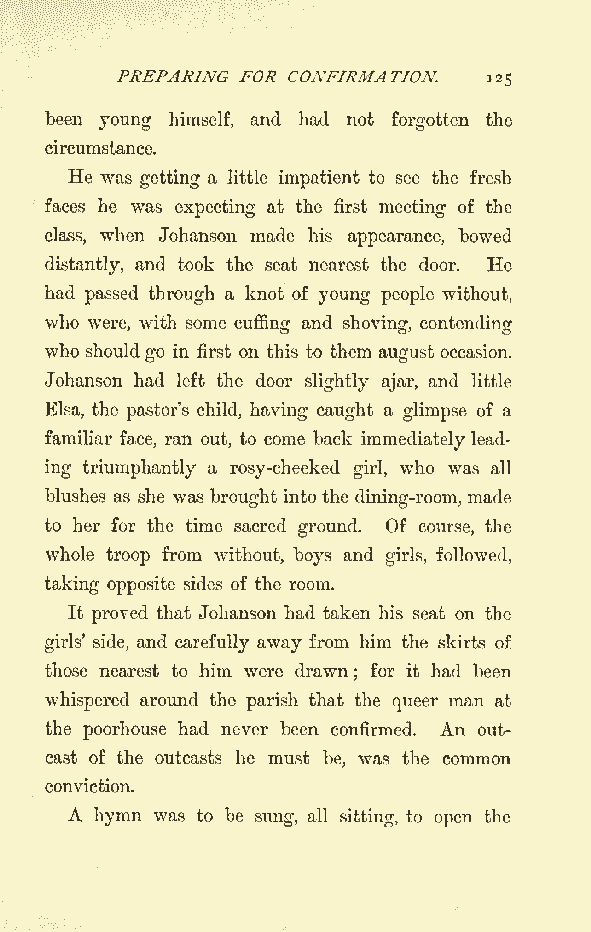 PREPARING FOR CONFIRMATION. 125
been young himself, and had not forgotten the
circumstance.
He was getting a little impatient to see the fresh
faces he was expecting at the first meeting of the
class, when Johanson made his appearance, bowed
distantly, and took the seat nearest the door. He
had passed through a knot of young people without,
who were, with some cuffing and shoving, contending
who should go in first on this to them august occasion.
Johanson had left the door slightly ajar, and little
Elsa, the pastor's child, having caught a glimpse of a
familiar face, ran out, to come back immediately lead-
ing triumphantly a rosy-cheeked girl, who was all
blushes as she was brought into the dining-room, made
to her for the time sacred ground. Of course, the
whole troop from without, boys and girls, followed,
taking opposite sides of the room.
It proved that Johanson had taken his seat on the
girls' side, and carefully away from him the skirts of
those nearest to him were drawn; for it had been
whispered around the parish that the queer man at
the poorhouse had never been confirmed. An out-
cast of the outcasts he must be, was the common
conviction.
A hymn was to be sung, all sitting, to open the